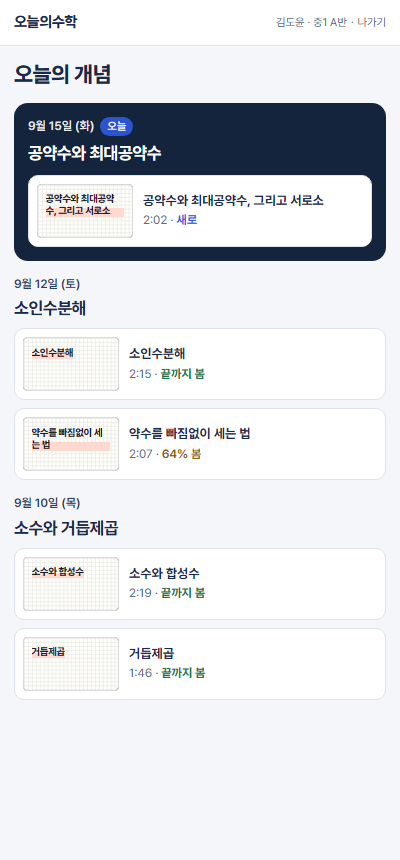 오늘의수학
김도윤 · 중1 A반 · 나가기
오늘의 개념
9월 15일 (화) 오늘
공약수와 최대공약수
공약수와 최대공약
수, 그리고 서로소
공약수와 최대공약수, 그리고 서로소
2:02 · 새로
9월 12일 (토)
소인수분해
소인수분해
소인수분해
2:15 · 끝까지 봄
약수를 빠짐없이 세
는 법
약수를 빠짐없이 세는 법
2:07 · 64% 봄
9월 10일 (목)
소수와 거듭제곱
소수와 합성수
소수와 합성수
2:19 · 끝까지 봄
거듭제곱
거듭제곱
1:46 · 끝까지 봄